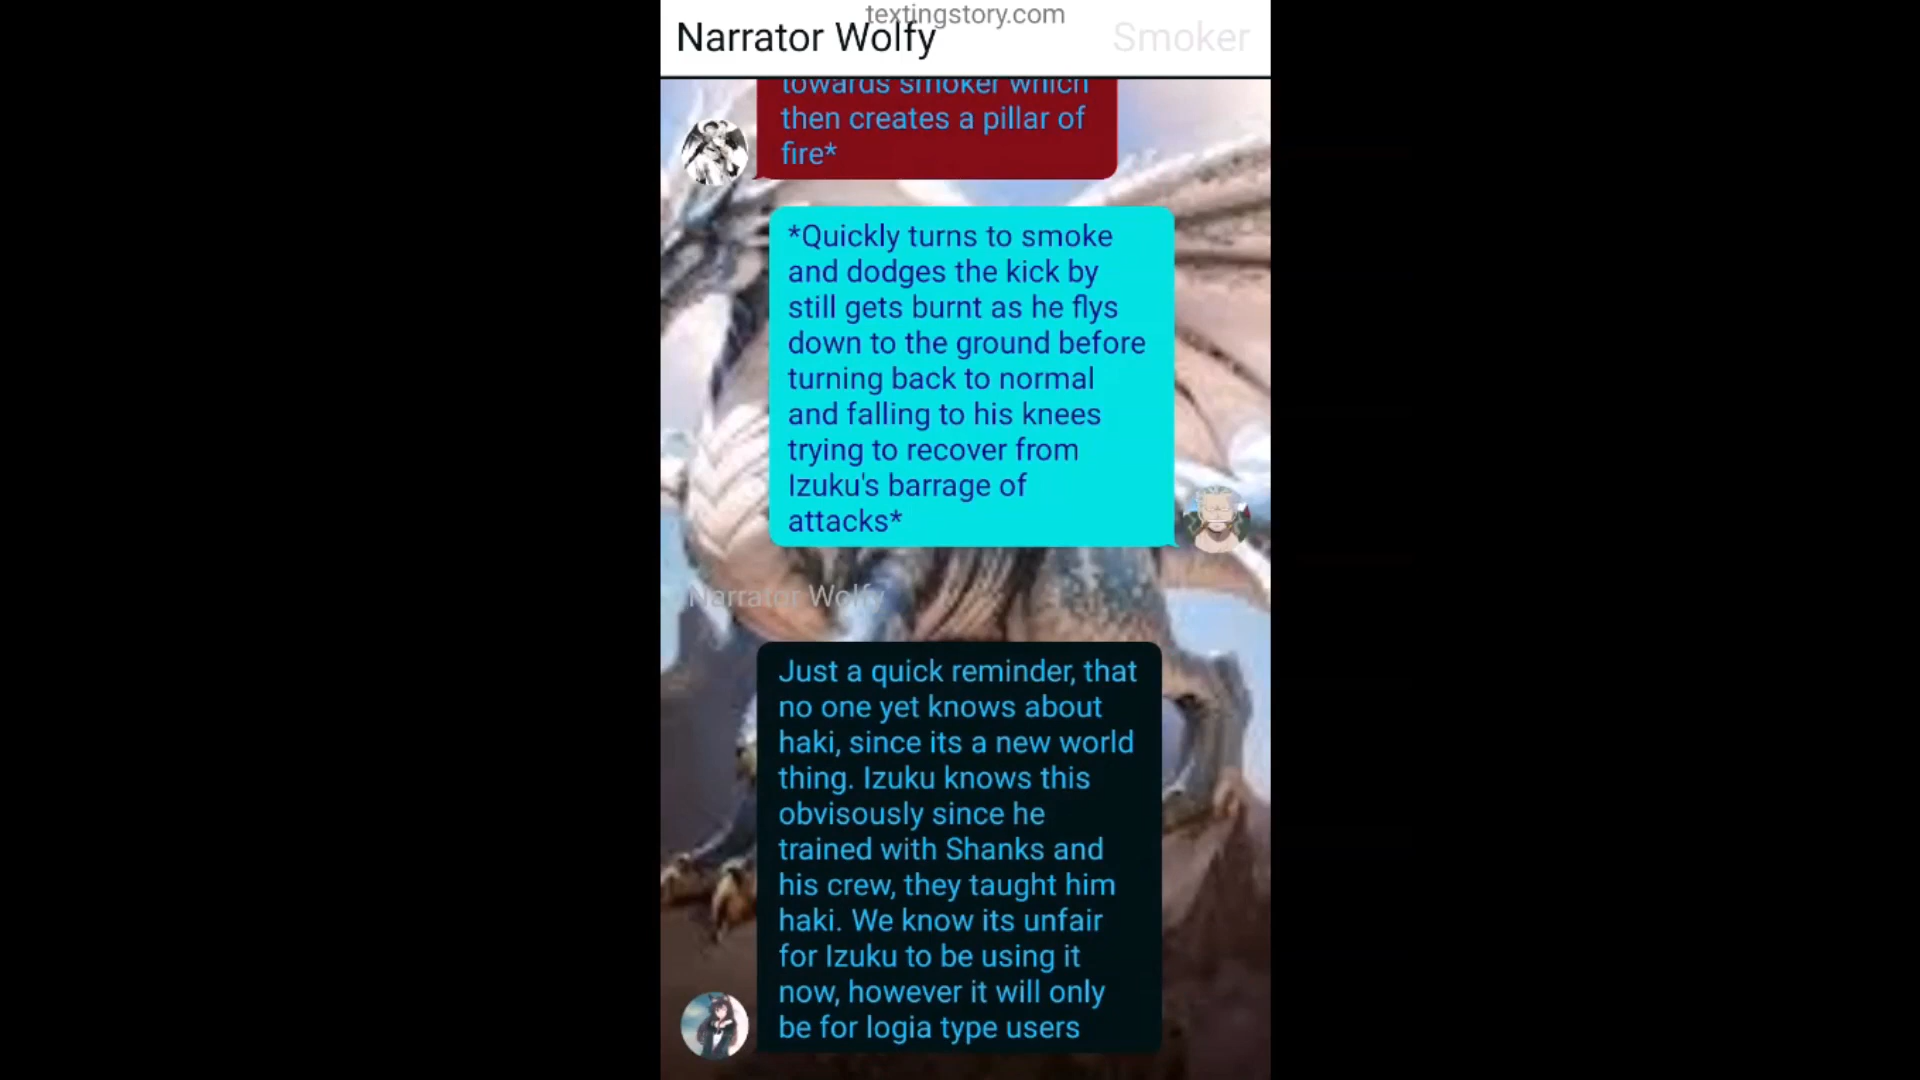 textingstory.com
Narrator Wolfy
Smoker
towards smoker which
then creates a pillar of
fire*
*Quickly turns to smoke
and dodges the kick by
still gets burnt as he flys
down to the ground before
turning back to normal
and falling to his knees
trying to recover from
Izuku's barrage of
attacks*
Narrator Wolfy
Just a quick reminder, that
no one yet knows about
haki, since its a new world
thing. Izuku knows this
obvisously since he
trained with Shanks and
his crew, they taught him
haki. We know its unfair
for Izuku to be using it
now, however it will only
be for logia type users